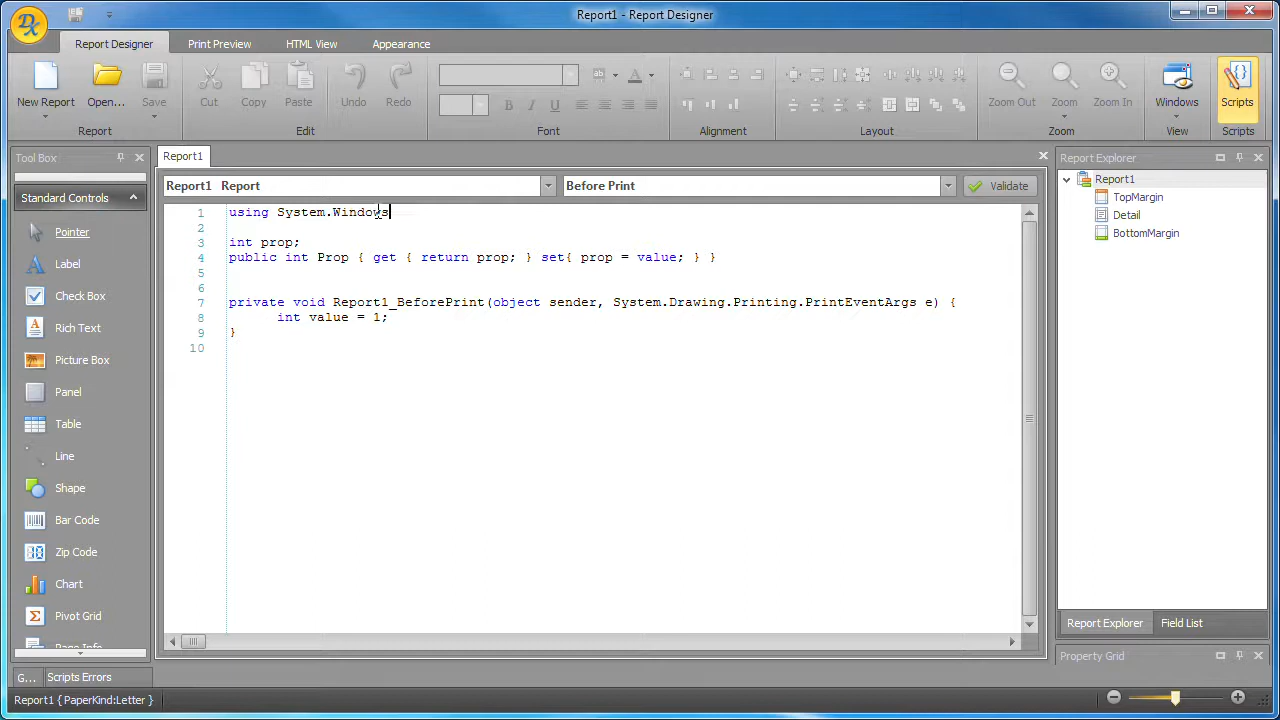 Report1 - Report Designer
Report Designer Print Preview HTML View Appearance
New Report Open... Save Cut Copy Paste Undo Redo B I U A Zoom Out Zoom Zoom In Windows Scripts
Report Edit Font Alignment Layout Zoom View Scripts
Tool Box
Standard Controls
Pointer
Label
Check Box
Rich Text
Picture Box
Panel
Table
Line
Shape
Bar Code
Zip Code
Chart
Pivot Grid
Page Info
G... Scripts Errors
Report1
Report1 Report Before Print Validate
1 using System.Windows
2
3 int prop;
4 public int Prop { get { return prop; } set{ prop = value; } }
5
6
7 private void Report1_BeforePrint(object sender, System.Drawing.Printing.PrintEventArgs e) {
8 int value = 1;
9 }
10
Report Explorer
Report1
TopMargin
Detail
BottomMargin
Report Explorer Field List
Property Grid
Report1 { PaperKind:Letter }